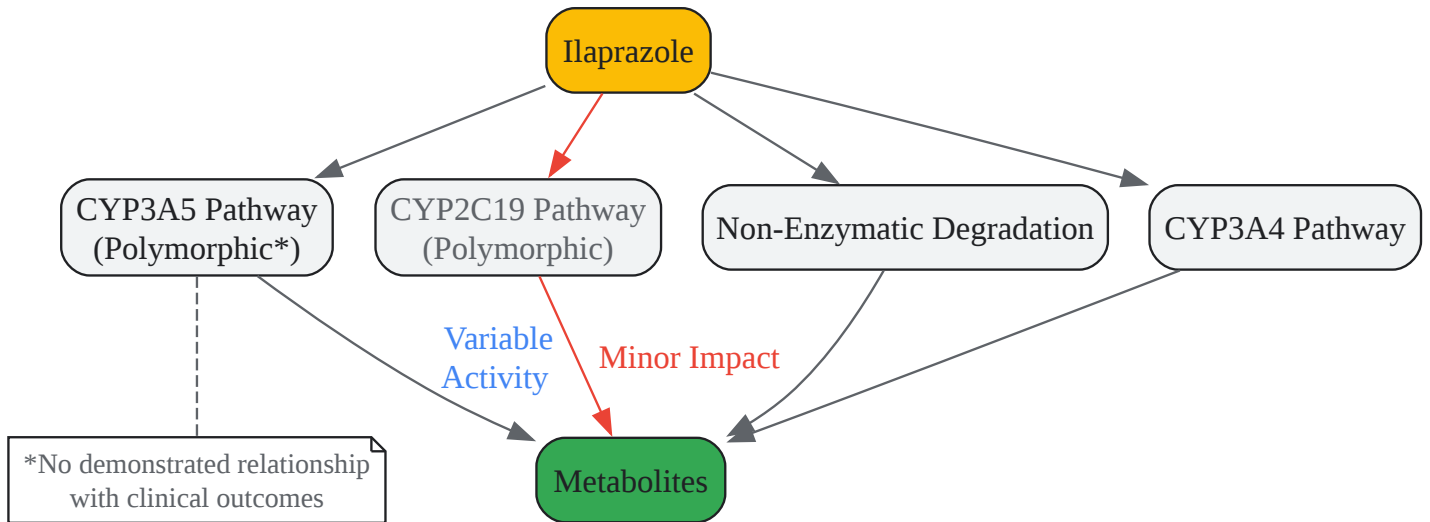 Ilaprazole
CYP3A5 Pathway
(Polymorphic*)
CYP2C19 Pathway
(Polymorphic)
Non-Enzymatic Degradation
CYP3A4 Pathway
Variable
Activity
Minor Impact
*No demonstrated relationship
with clinical outcomes
Metabolites